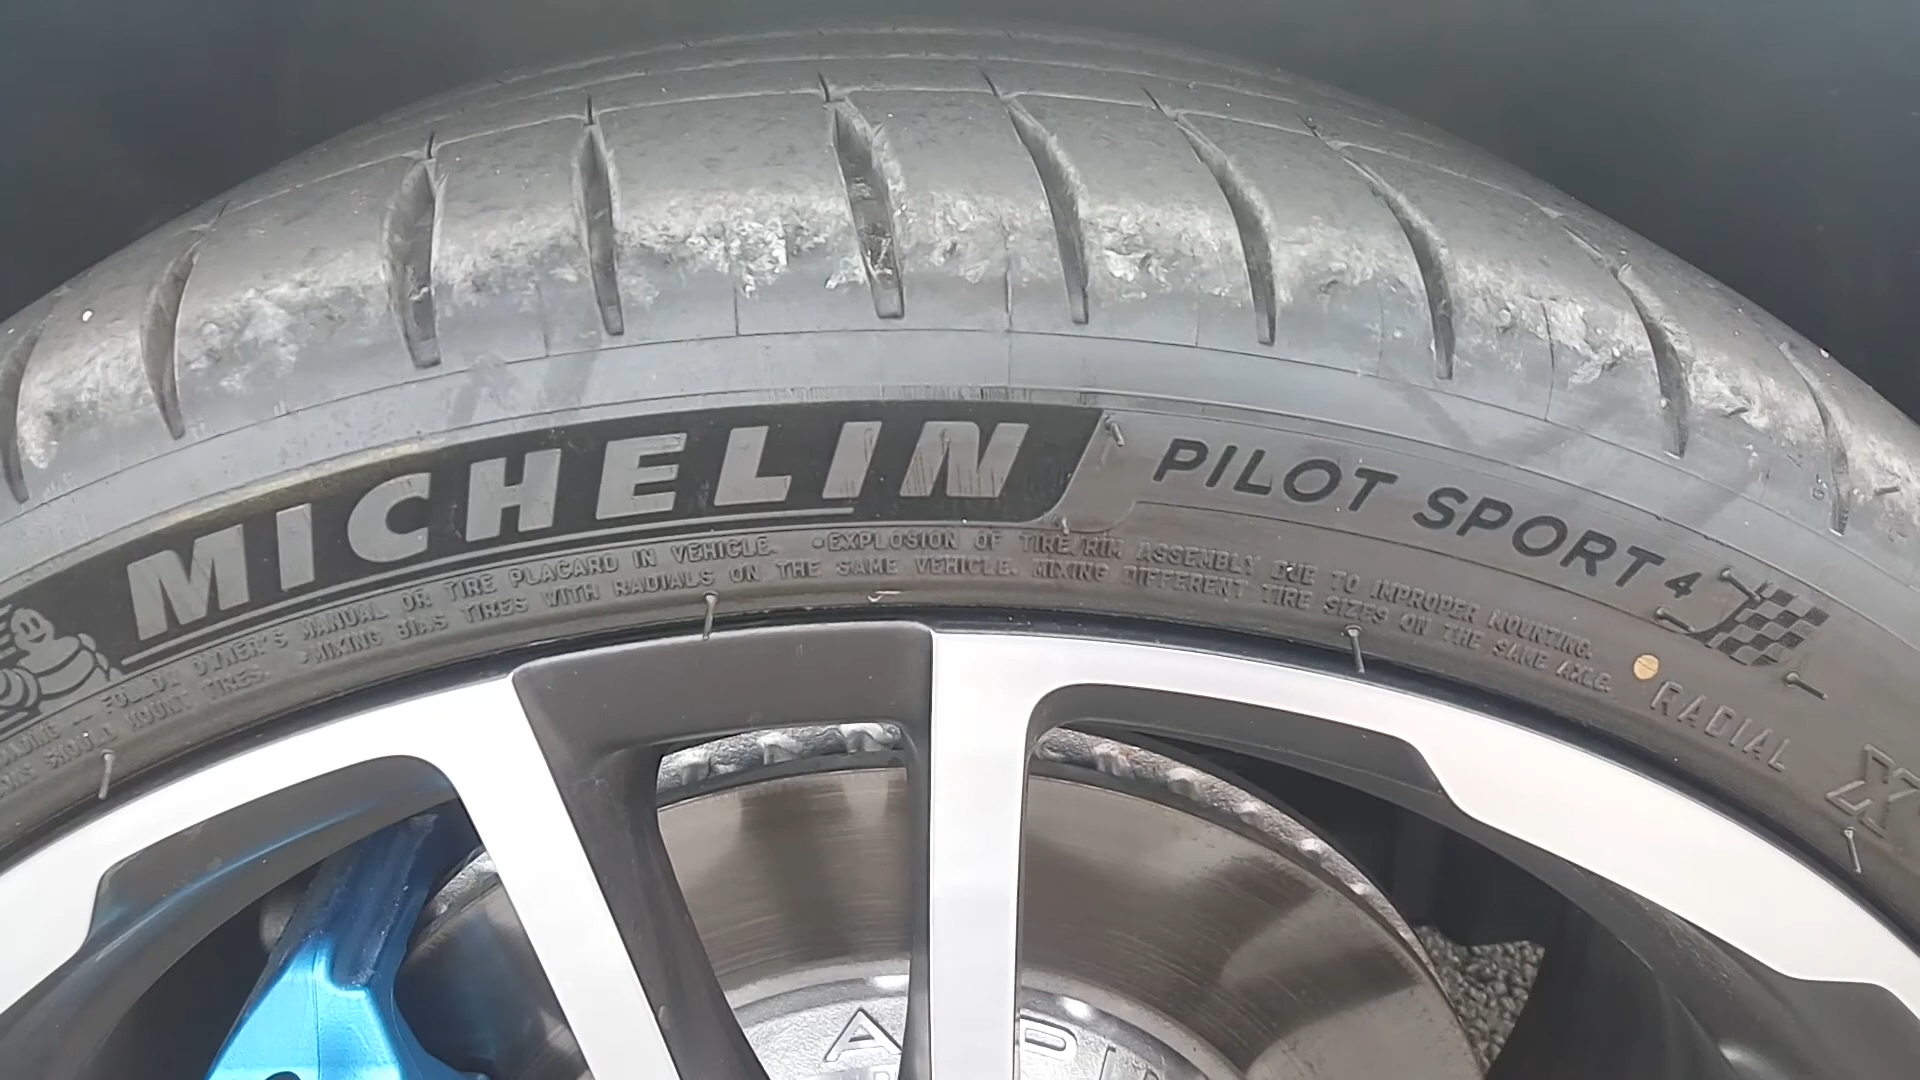 MICHELIN
PILOT SPORT 4
FOLLOW OWNER'S MANUAL OR TIRE PLACARD IN VEHICLE. •EXPLOSION OF TIRE/RIM ASSEMBLY DUE TO IMPROPER MOUNTING.
SHOULD MOUNT TIRES. •MIXING BIAS TIRES WITH RADIALS ON THE SAME VEHICLE. MIXING DIFFERENT TIRE SIZES ON THE SAME AXLE.
RADIAL X